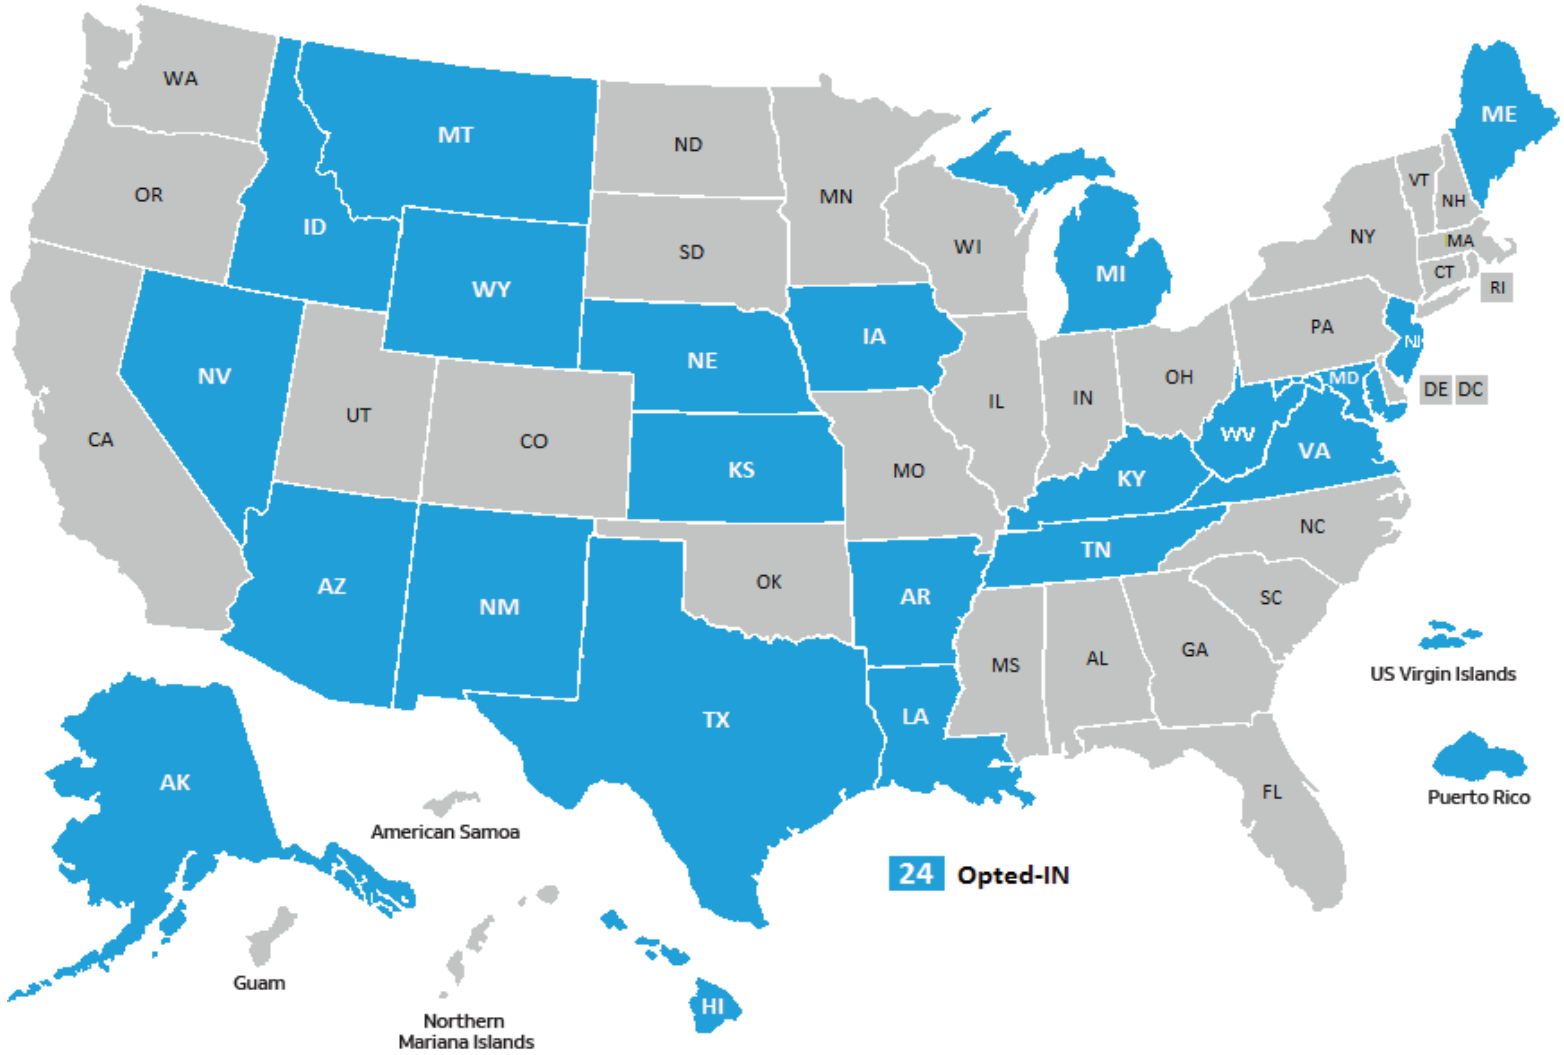 WA
MT
ME
ND
OR
MN
VT
NH
ID
SD
WI
NY
MA
WY
MI
CT
RI
IA
PA
NE
NJ
NV
UT
IL
IN
OH
MD
DE
DC
CA
CO
KS
MO
KY
WV
VA
NC
AZ
NM
OK
AR
TN
SC
MS
AL
GA
US Virgin Islands
TX
LA
AK
FL
Puerto Rico
American Samoa
24 Opted-IN
Guam
HI
Northern
Mariana Islands